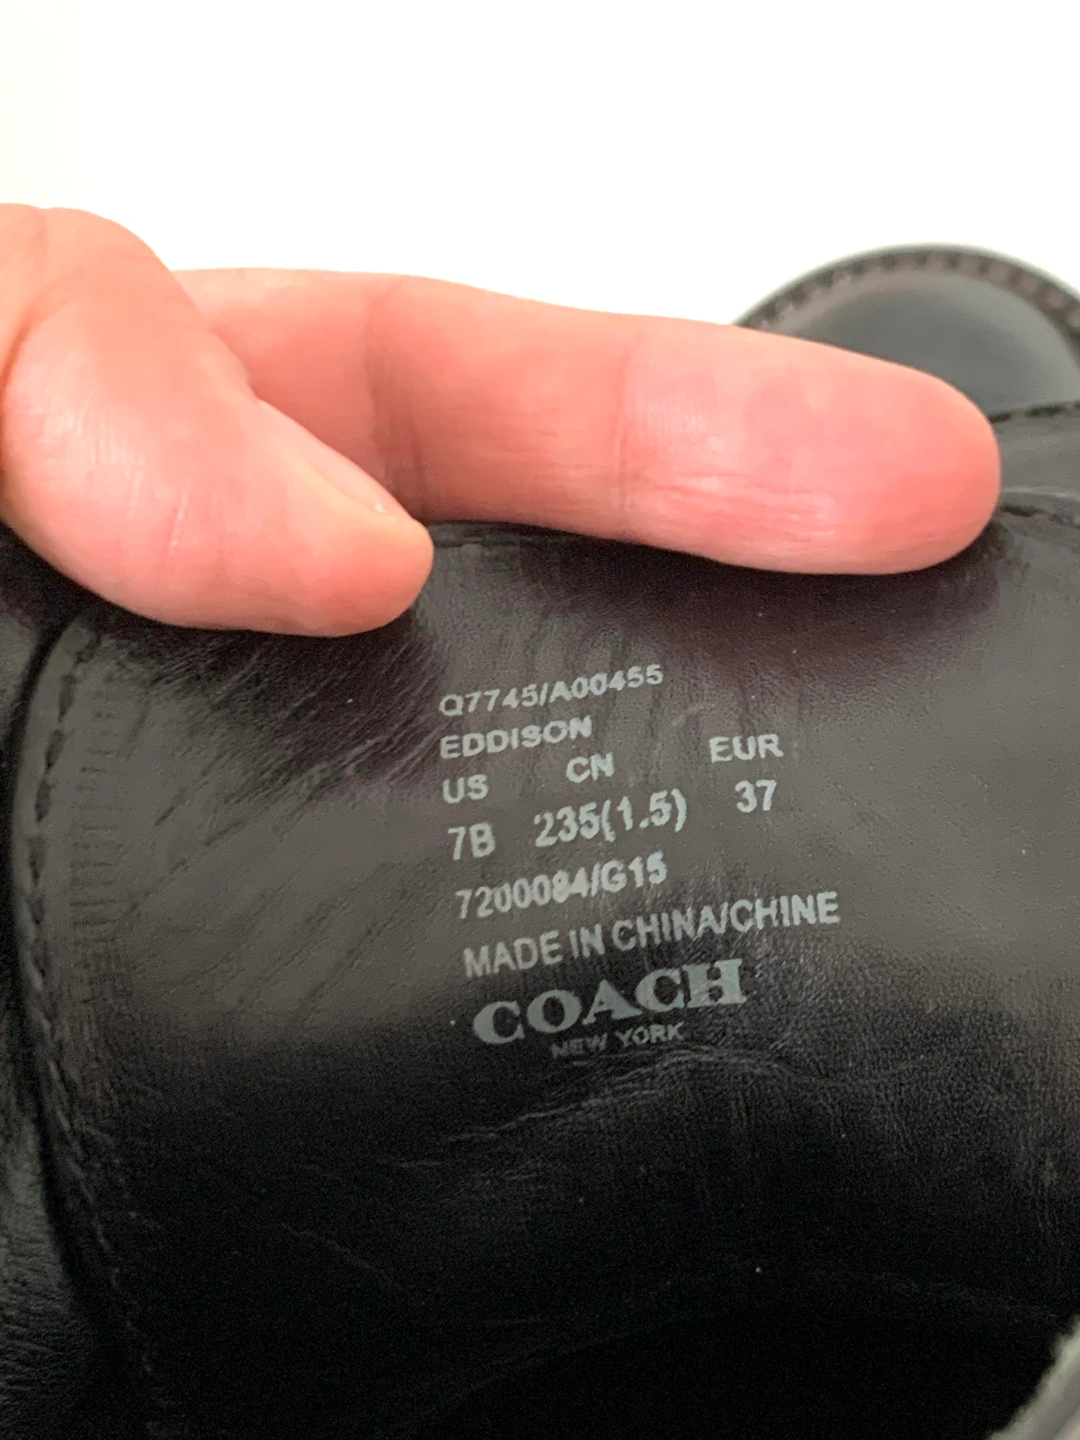 Q7745/A00455
EDDISON
US CN EUR
7B 235(1.5) 37
7200084/G15
MADE IN CHINA/CHINE
COACH
NEW YORK